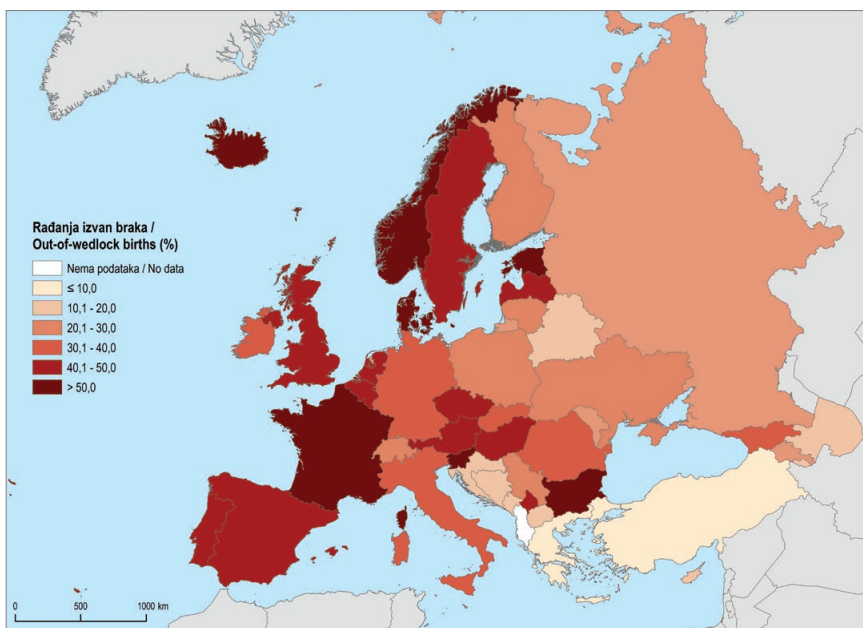 Rađanja izvan braka /
Out-of-wedlock births (%)
Nema podataka / No data
≤ 10,0
10,1 - 20,0
20,1 - 30,0
30,1 - 40,0
40,1 - 50,0
> 50,0
0 500 1000 km